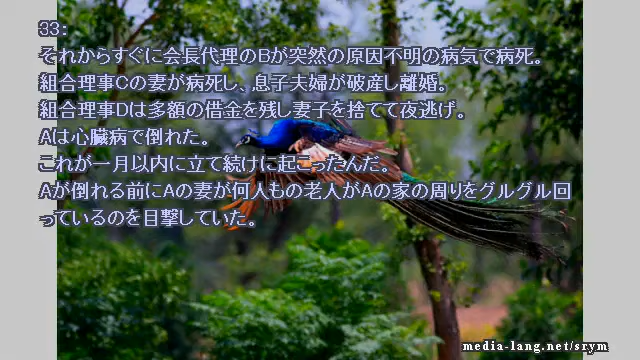 33:
それからすぐに会長代理のBが突然の原因不明の病気で病死。
組合理事Cの妻が病死し、息子夫婦が破産し離婚。
組合理事Dは多額の借金を残し妻子を捨てて夜逃げ。
Aは心臓病で倒れた。
これが一月以内に立て続けに起こったんだ。
Aが倒れる前にAの妻が何人もの老人がAの家の周りをグルグル回
っているのを目撃していた。
media-lang.net/srym